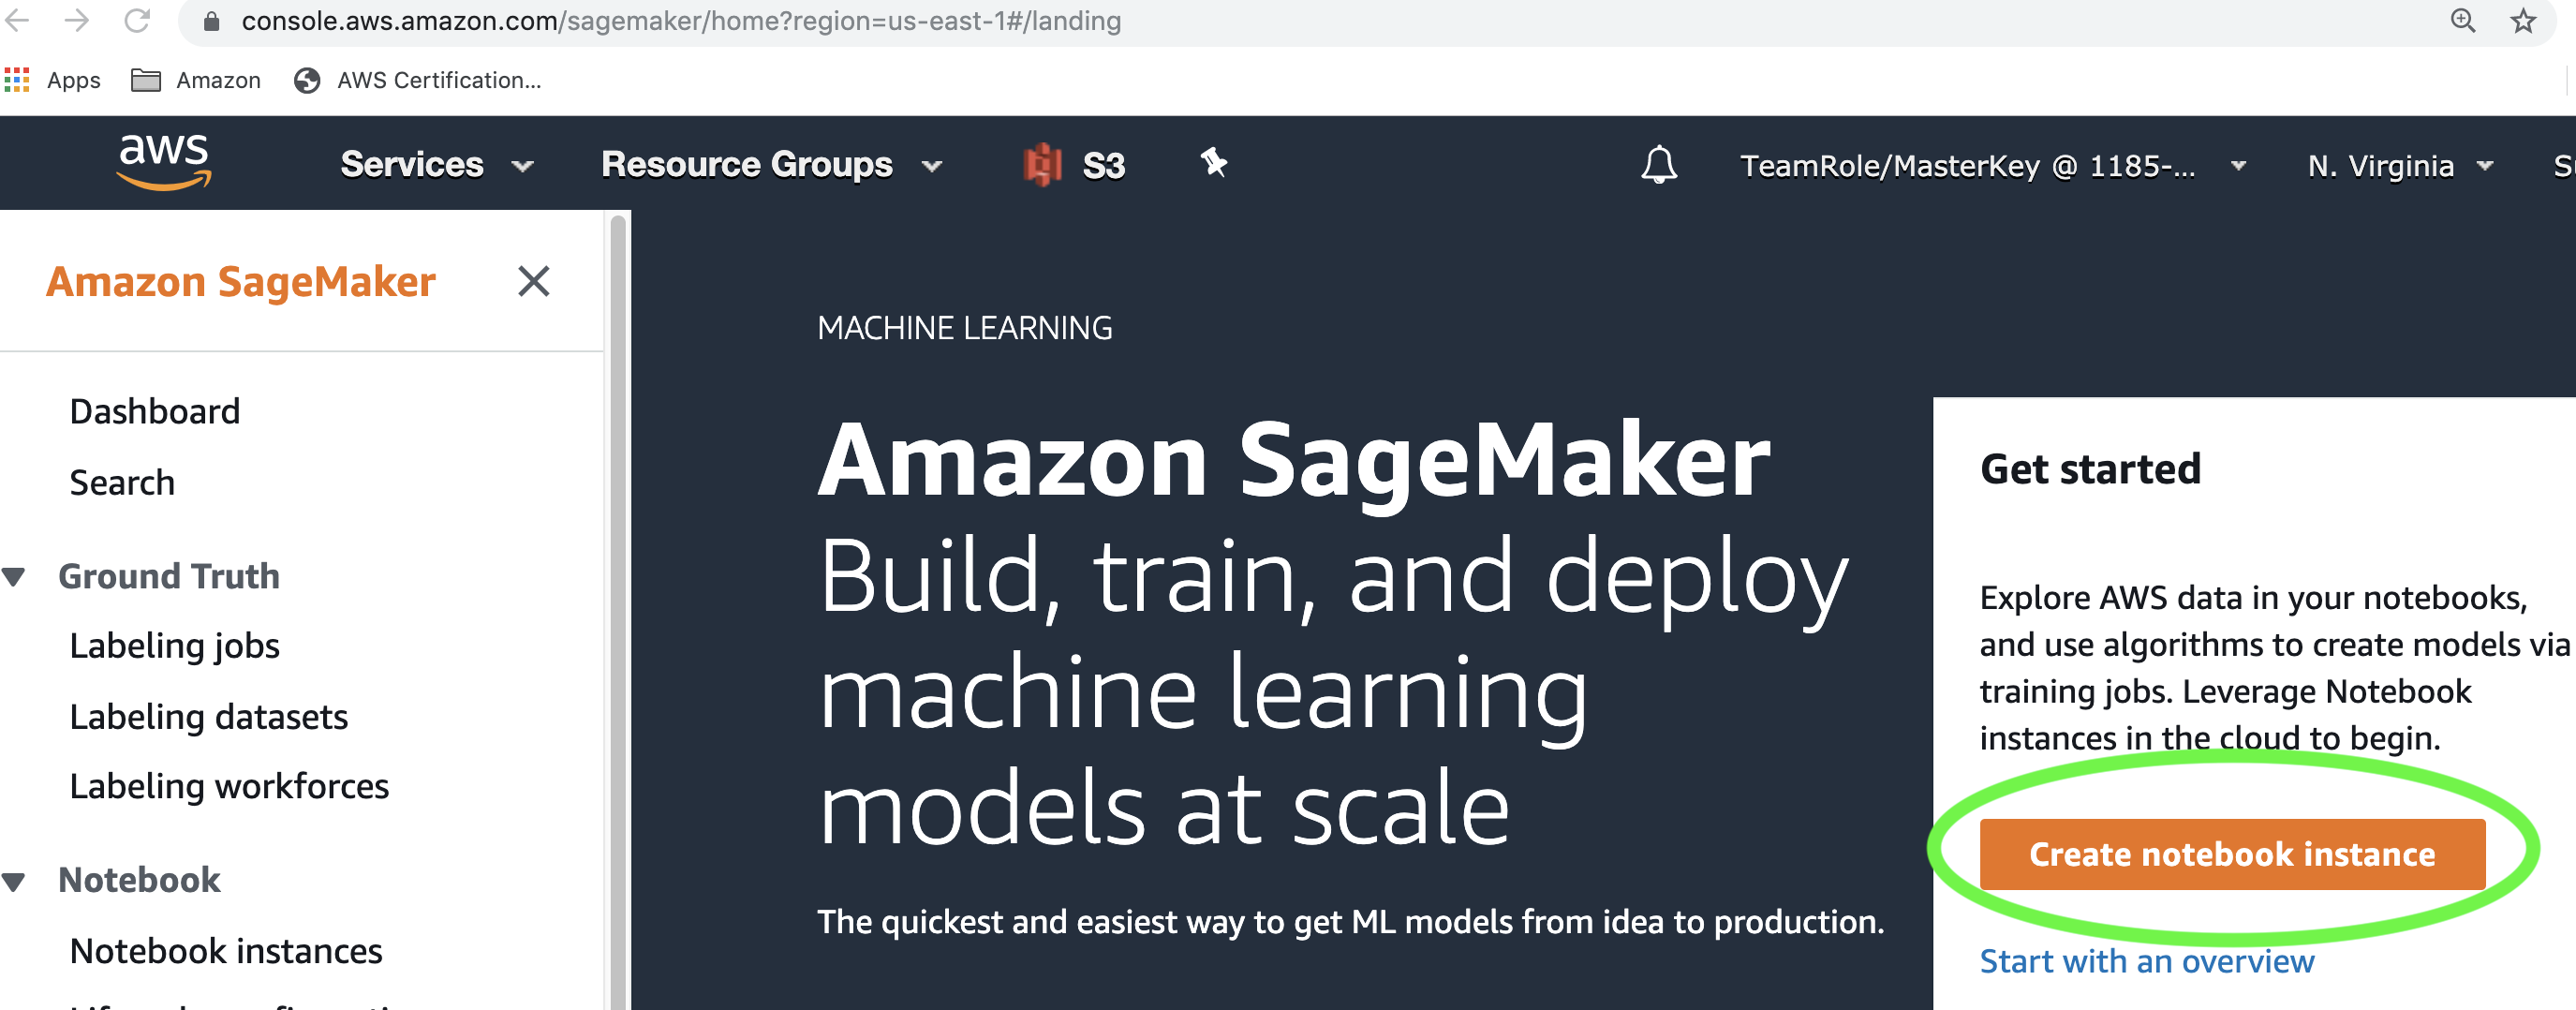 console.aws.amazon.com/sagemaker/home?region=us-east-1#/landing
Apps Amazon AWS Certification...
aws Services Resource Groups S3 TeamRole/MasterKey @ 1185-... N. Virginia
Amazon SageMaker
Dashboard
Search
Ground Truth
Labeling jobs
Labeling datasets
Labeling workforces
Notebook
Notebook instances
MACHINE LEARNING
Amazon SageMaker
Build, train, and deploy
machine learning
models at scale
The quickest and easiest way to get ML models from idea to production.
Get started
Explore AWS data in your notebooks,
and use algorithms to create models via
training jobs. Leverage Notebook
instances in the cloud to begin.
Create notebook instance
Start with an overview